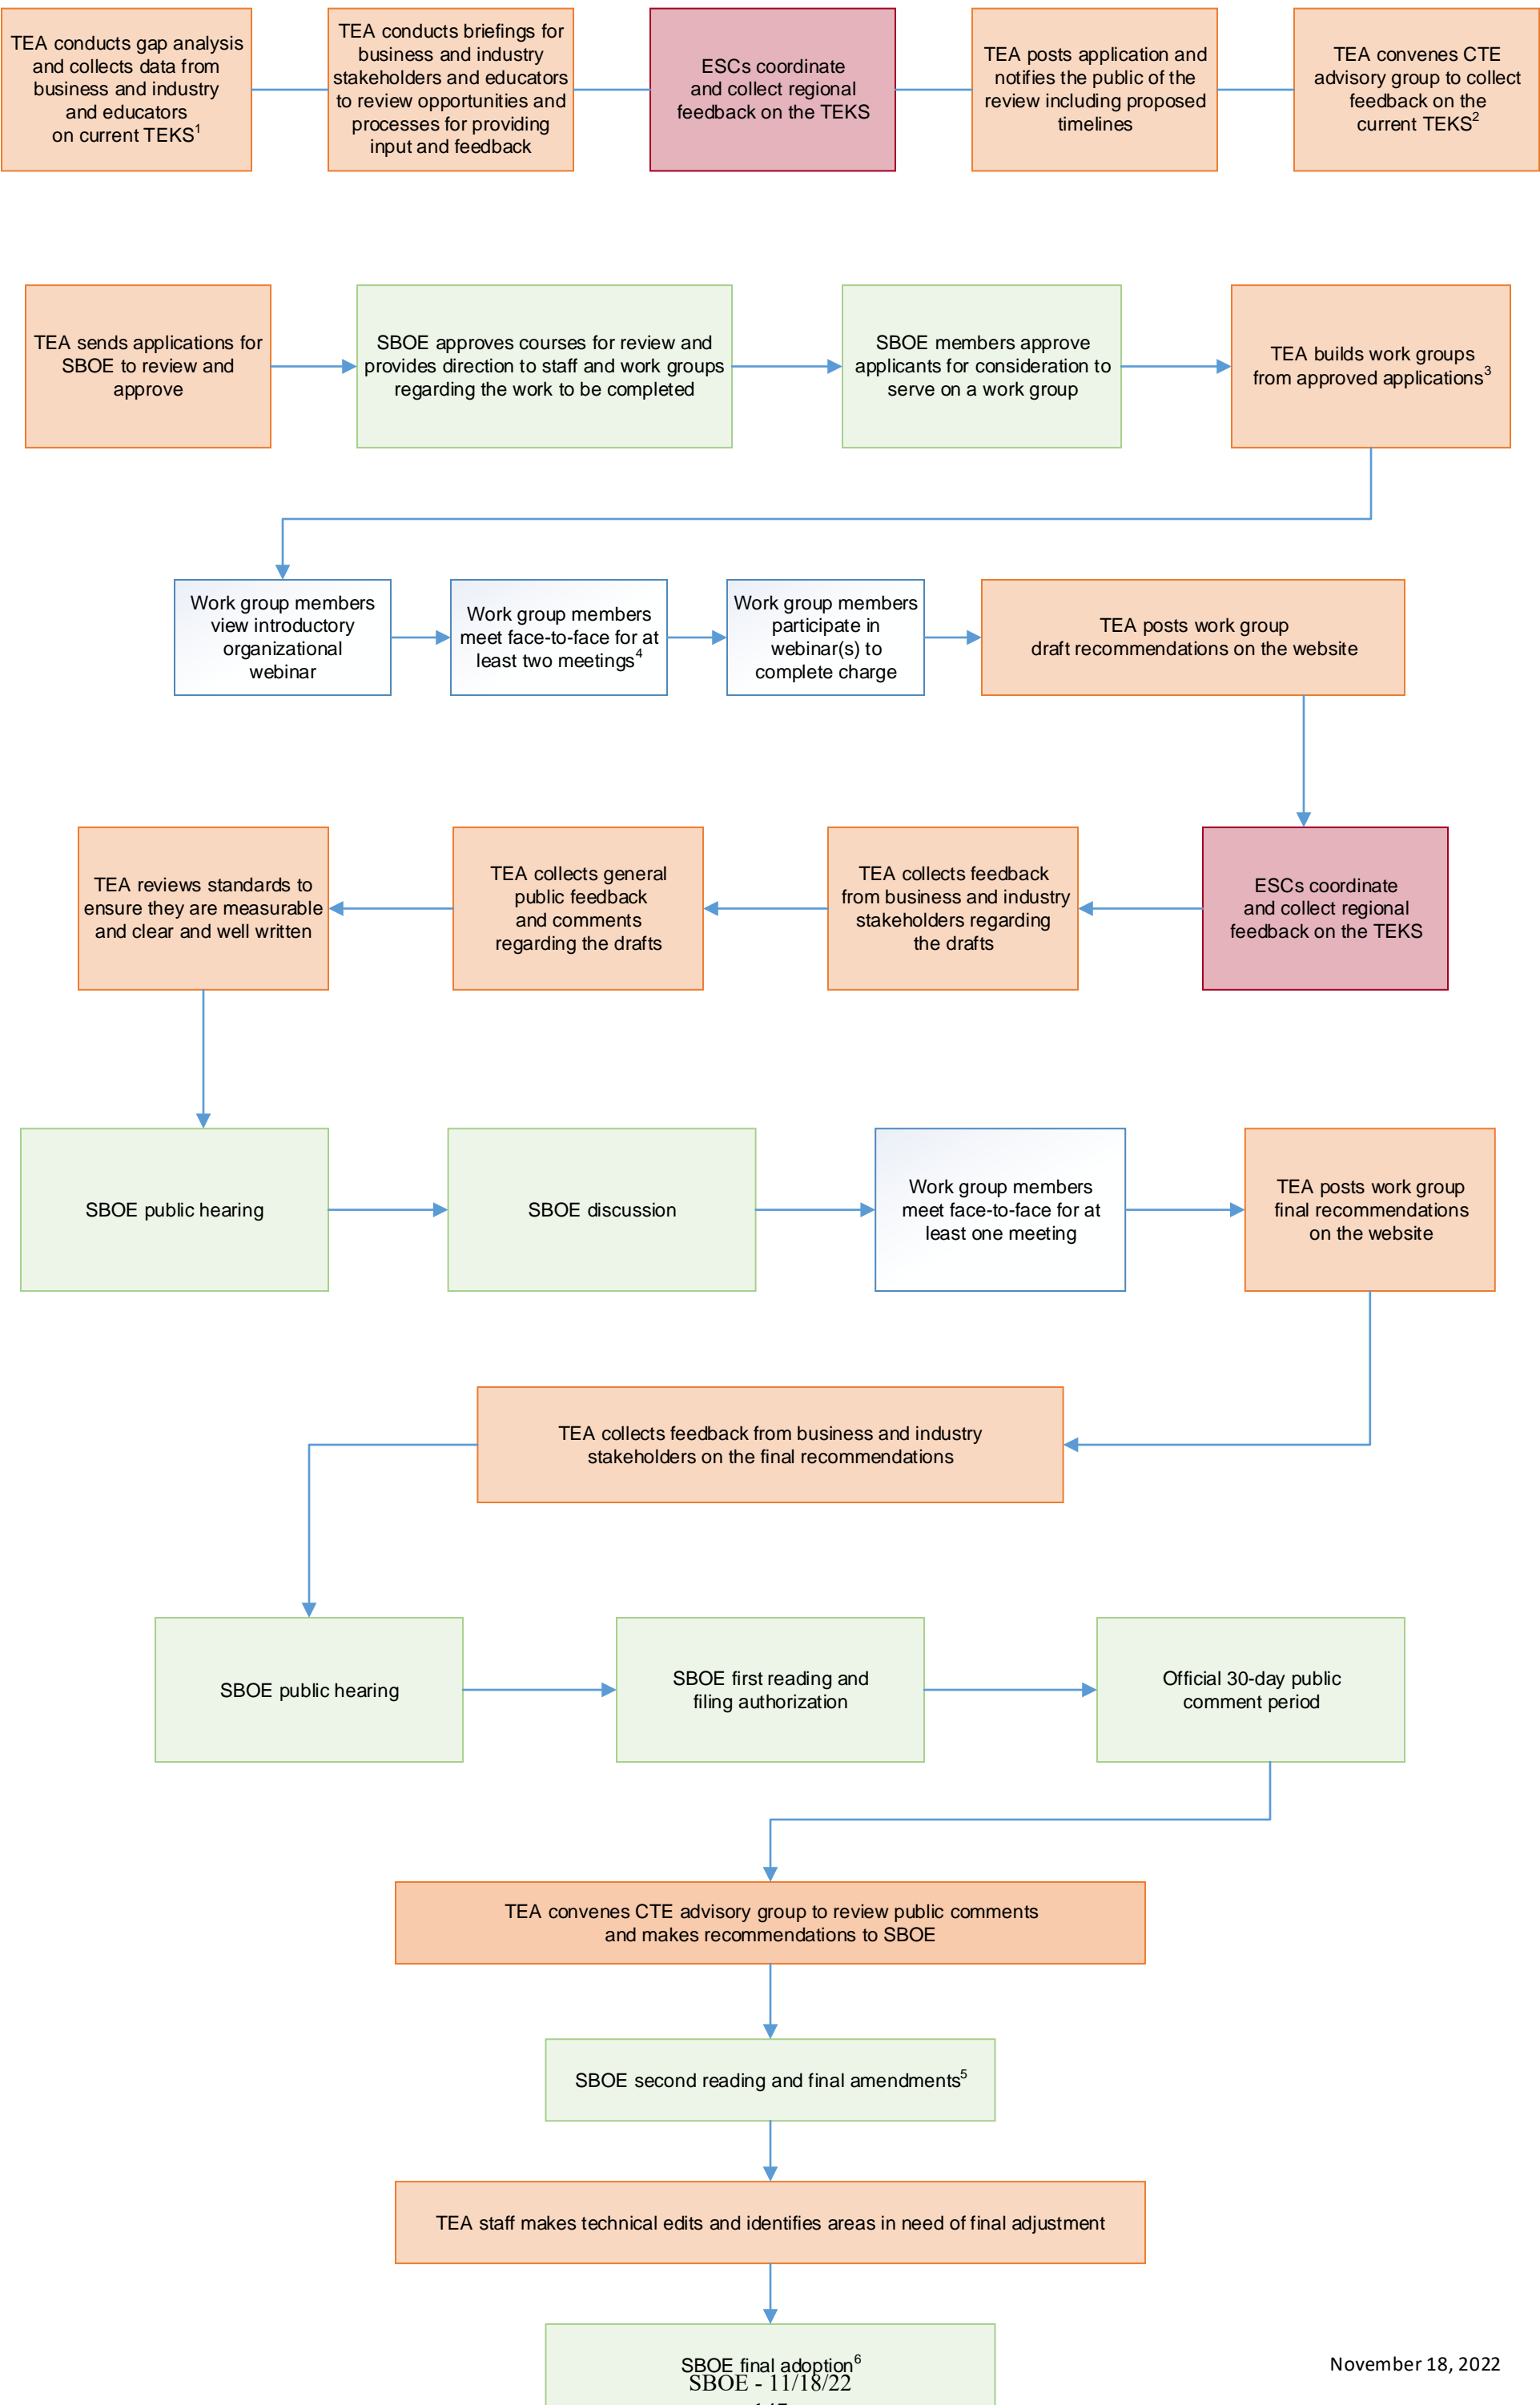 TEA conducts gap analysis
and collects data from
business and industry
and educators
on current TEKS1
TEA conducts briefings for
business and industry
stakeholders and educators
to review opportunities and
processes for providing
input and feedback
ESCs coordinate
and collect regional
feedback on the TEKS
TEA posts application and
notifies the public of the
review including proposed
timelines
TEA convenes CTE
advisory group to collect
feedback on the
current TEKS2
TEA sends applications for
SBOE to review and
approve
SBOE approves courses for review and
provides direction to staff and work groups
regarding the work to be completed
SBOE members approve
applicants for consideration to
serve on a work group
TEA builds work groups
from approved applications3
Work group members
view introductory
organizational
webinar
Work group members
meet face-to-face for at
least two meetings4
Work group members
participate in
webinar(s) to
complete charge
TEA posts work group
draft recommendations on the website
TEA reviews standards to
ensure they are measurable
and clear and well written
TEA collects general
public feedback
and comments
regarding the drafts
TEA collects feedback
from business and industry
stakeholders regarding
the drafts
ESCs coordinate
and collect regional
feedback on the TEKS
SBOE public hearing
SBOE discussion
Work group members
meet face-to-face for at
least one meeting
TEA posts work group
final recommendations
on the website
TEA collects feedback from business and industry
stakeholders on the final recommendations
SBOE public hearing
SBOE first reading and
filing authorization
Official 30-day public
comment period
TEA convenes CTE advisory group to review public comments
and makes recommendations to SBOE
SBOE second reading and final amendments5
TEA staff makes technical edits and identifies areas in need of final adjustment
SBOE final adoption6
SBOE - 11/18/22
November 18, 2022